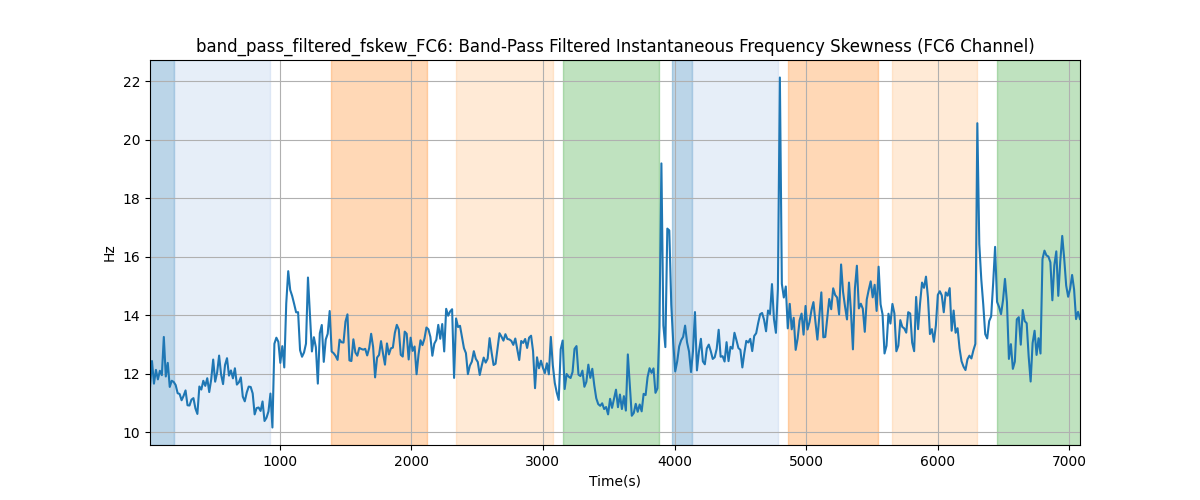 band_pass_filtered_fskew_FC6: Band-Pass Filtered Instantaneous Frequency Skewness (FC6 Channel)
22
20
18
16
14
12
10
Hz
1000 2000 3000 4000 5000 6000 7000
Time(s)